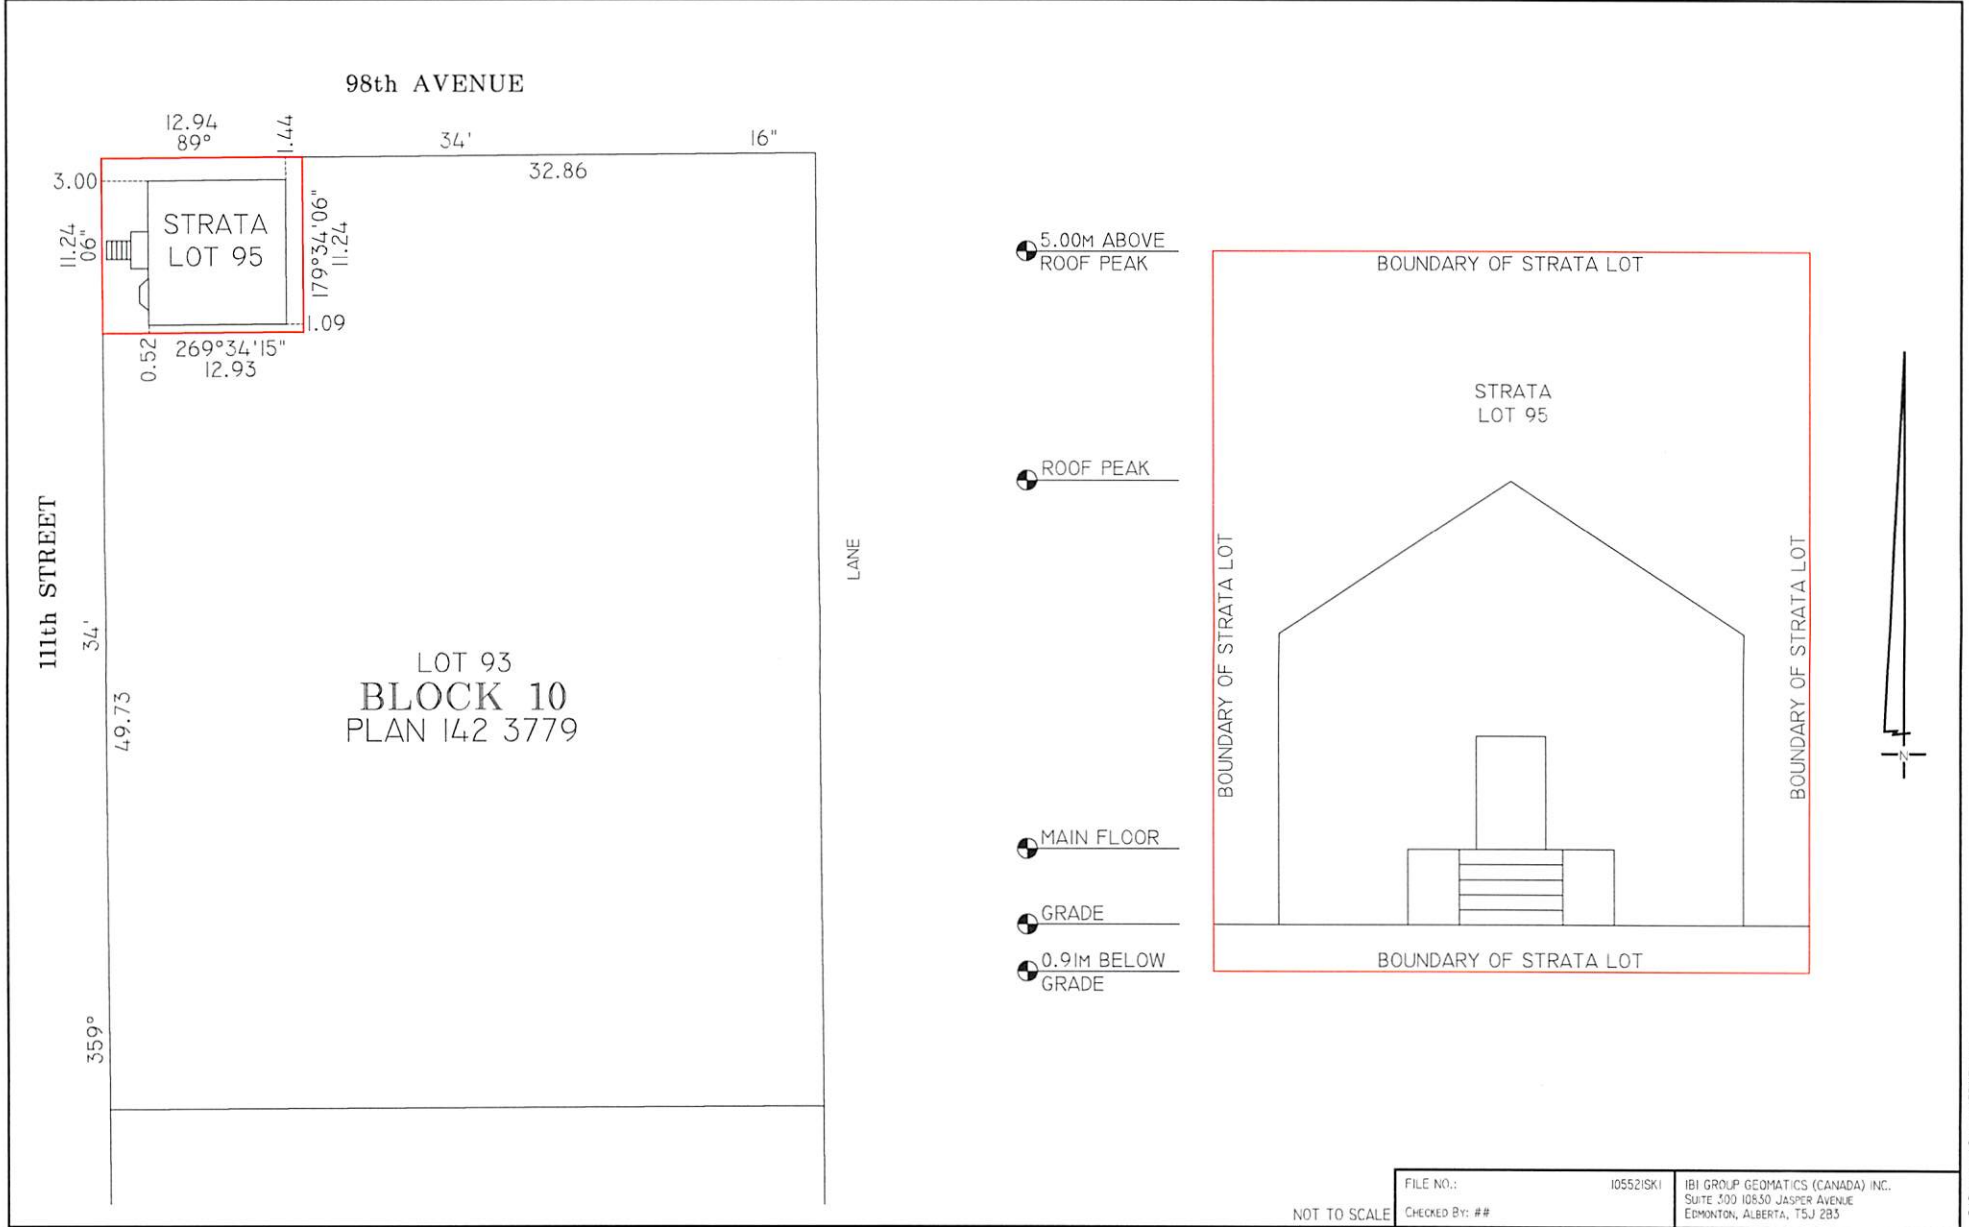 98th AVENUE
12.94
89°
1.44
34'
16"
32.86
3.00
STRATA
LOT 95
11.24
06"
179°34'06"
11.24
1.09
0.52
269°34'15"
12.93
111th STREET
34'
49.73
359°
LANE
LOT 93
BLOCK 10
PLAN 142 3779
5.00M ABOVE
ROOF PEAK
BOUNDARY OF STRATA LOT
STRATA
LOT 95
ROOF PEAK
BOUNDARY OF STRATA LOT
BOUNDARY OF STRATA LOT
MAIN FLOOR
GRADE
0.91M BELOW
GRADE
BOUNDARY OF STRATA LOT
N
NOT TO SCALE
FILE NO.: 105521SK1
CHECKED BY: ##
IBI GROUP GEOMATICS (CANADA) INC.
SUITE 300 10830 JASPER AVENUE
EDMONTON, ALBERTA, T5J 2B3